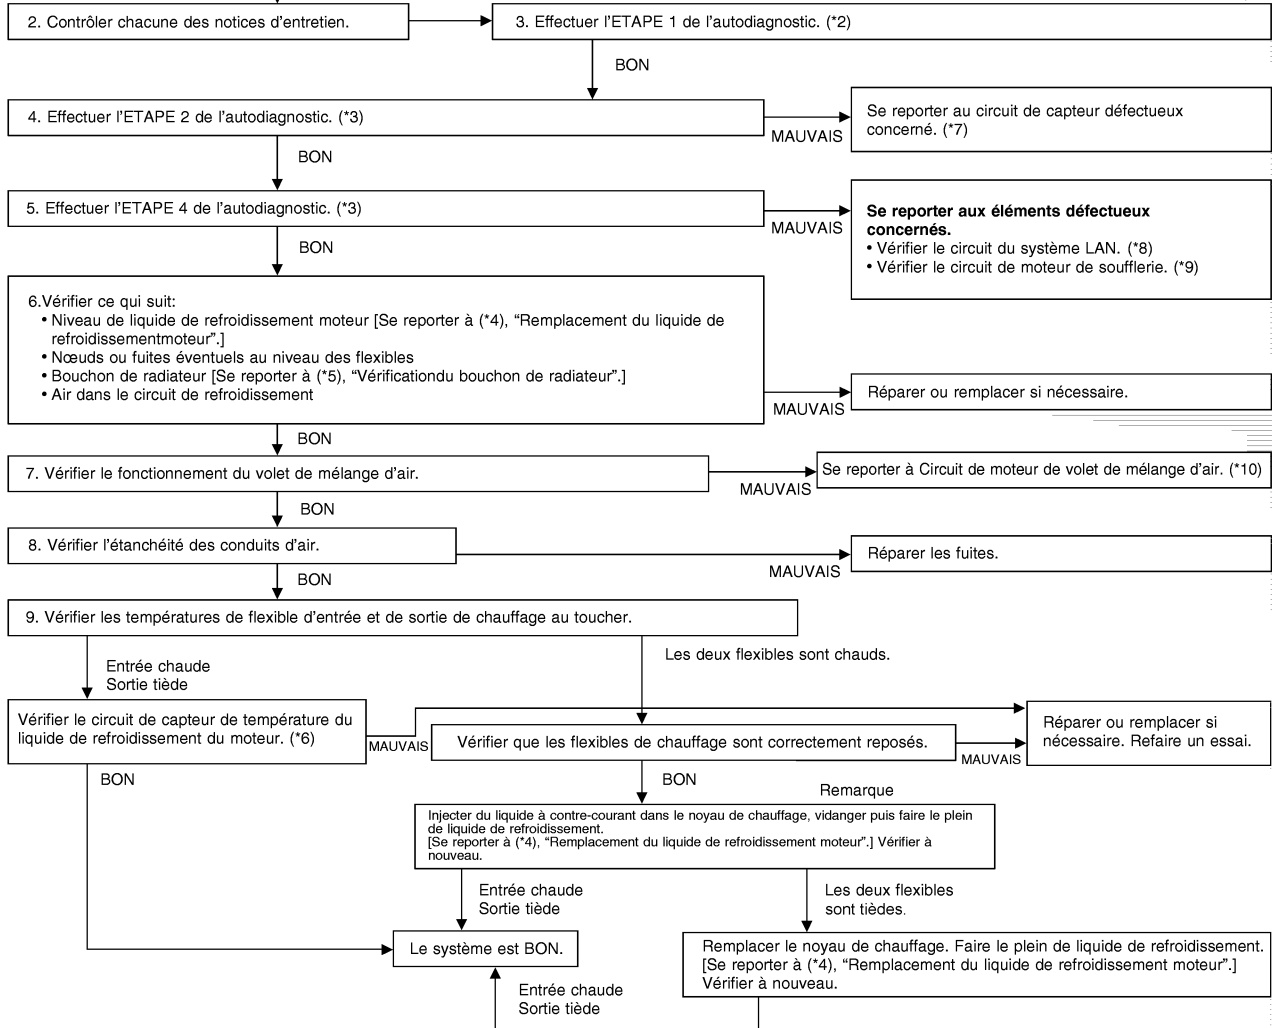 2. Contrôler chacune des notices d'entretien.
3. Effectuer l'ETAPE 1 de l'autodiagnostic. (*2)
BON
4. Effectuer l'ETAPE 2 de l'autodiagnostic. (*3)
MAUVAIS
Se reporter au circuit de capteur défectueux
concerné. (*7)
BON
5. Effectuer l'ETAPE 4 de l'autodiagnostic. (*3)
MAUVAIS
Se reporter aux éléments défectueux
concernés.
• Vérifier le circuit du système LAN. (*8)
• Vérifier le circuit de moteur de soufflerie. (*9)
BON
6.Vérifier ce qui suit:
• Niveau de liquide de refroidissement moteur [Se reporter à (*4), “Remplacement du liquide de
refroidissementmoteur”.]
• Nœuds ou fuites éventuels au niveau des flexibles
• Bouchon de radiateur [Se reporter à (*5), “Vérificationdu bouchon de radiateur”.]
• Air dans le circuit de refroidissement
MAUVAIS
Réparer ou remplacer si nécessaire.
BON
7. Vérifier le fonctionnement du volet de mélange d'air.
MAUVAIS
Se reporter à Circuit de moteur de volet de mélange d'air. (*10)
BON
8. Vérifier l'étanchéité des conduits d'air.
MAUVAIS
Réparer les fuites.
BON
9. Vérifier les températures de flexible d'entrée et de sortie de chauffage au toucher.
Entrée chaude
Sortie tiède
Les deux flexibles sont chauds.
Vérifier le circuit de capteur de température du
liquide de refroidissement du moteur. (*6)
MAUVAIS
Vérifier que les flexibles de chauffage sont correctement reposés.
MAUVAIS
Réparer ou remplacer si
nécessaire. Refaire un essai.
BON
BON
Remarque
Injecter du liquide à contre-courant dans le noyau de chauffage, vidanger puis faire le plein
de liquide de refroidissement.
[Se reporter à (*4), “Remplacement du liquide de refroidissement moteur”.] Vérifier à
nouveau.
Entrée chaude
Sortie tiède
Les deux flexibles
sont tièdes.
Le système est BON.
Remplacer le noyau de chauffage. Faire le plein de liquide de refroidissement.
[Se reporter à (*4), “Remplacement du liquide de refroidissement moteur”.]
Vérifier à nouveau.
Entrée chaude
Sortie tiède